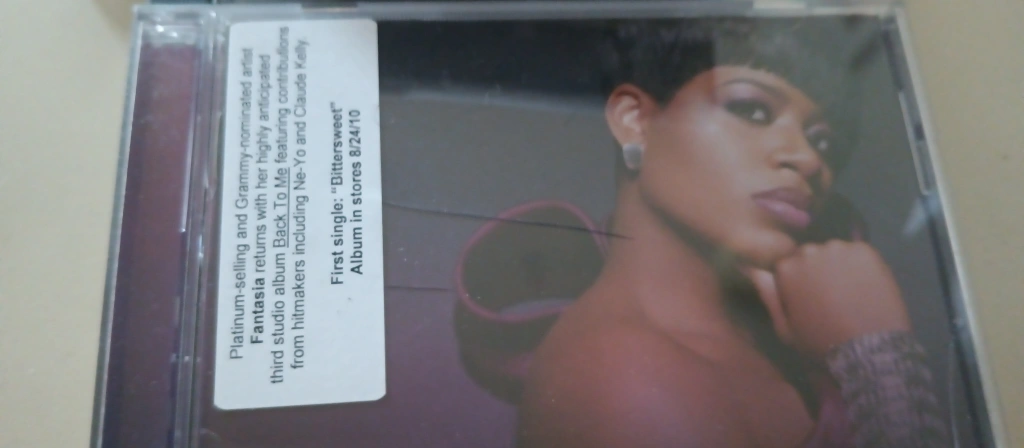 Platinum-selling and Grammy-nominated artist
Fantasia returns with her highly anticipated
third studio album Back To Me featuring contributions
from hitmakers including Ne-Yo and Claude Kelly.
First single: "Bittersweet"
Album in stores 8/24/10